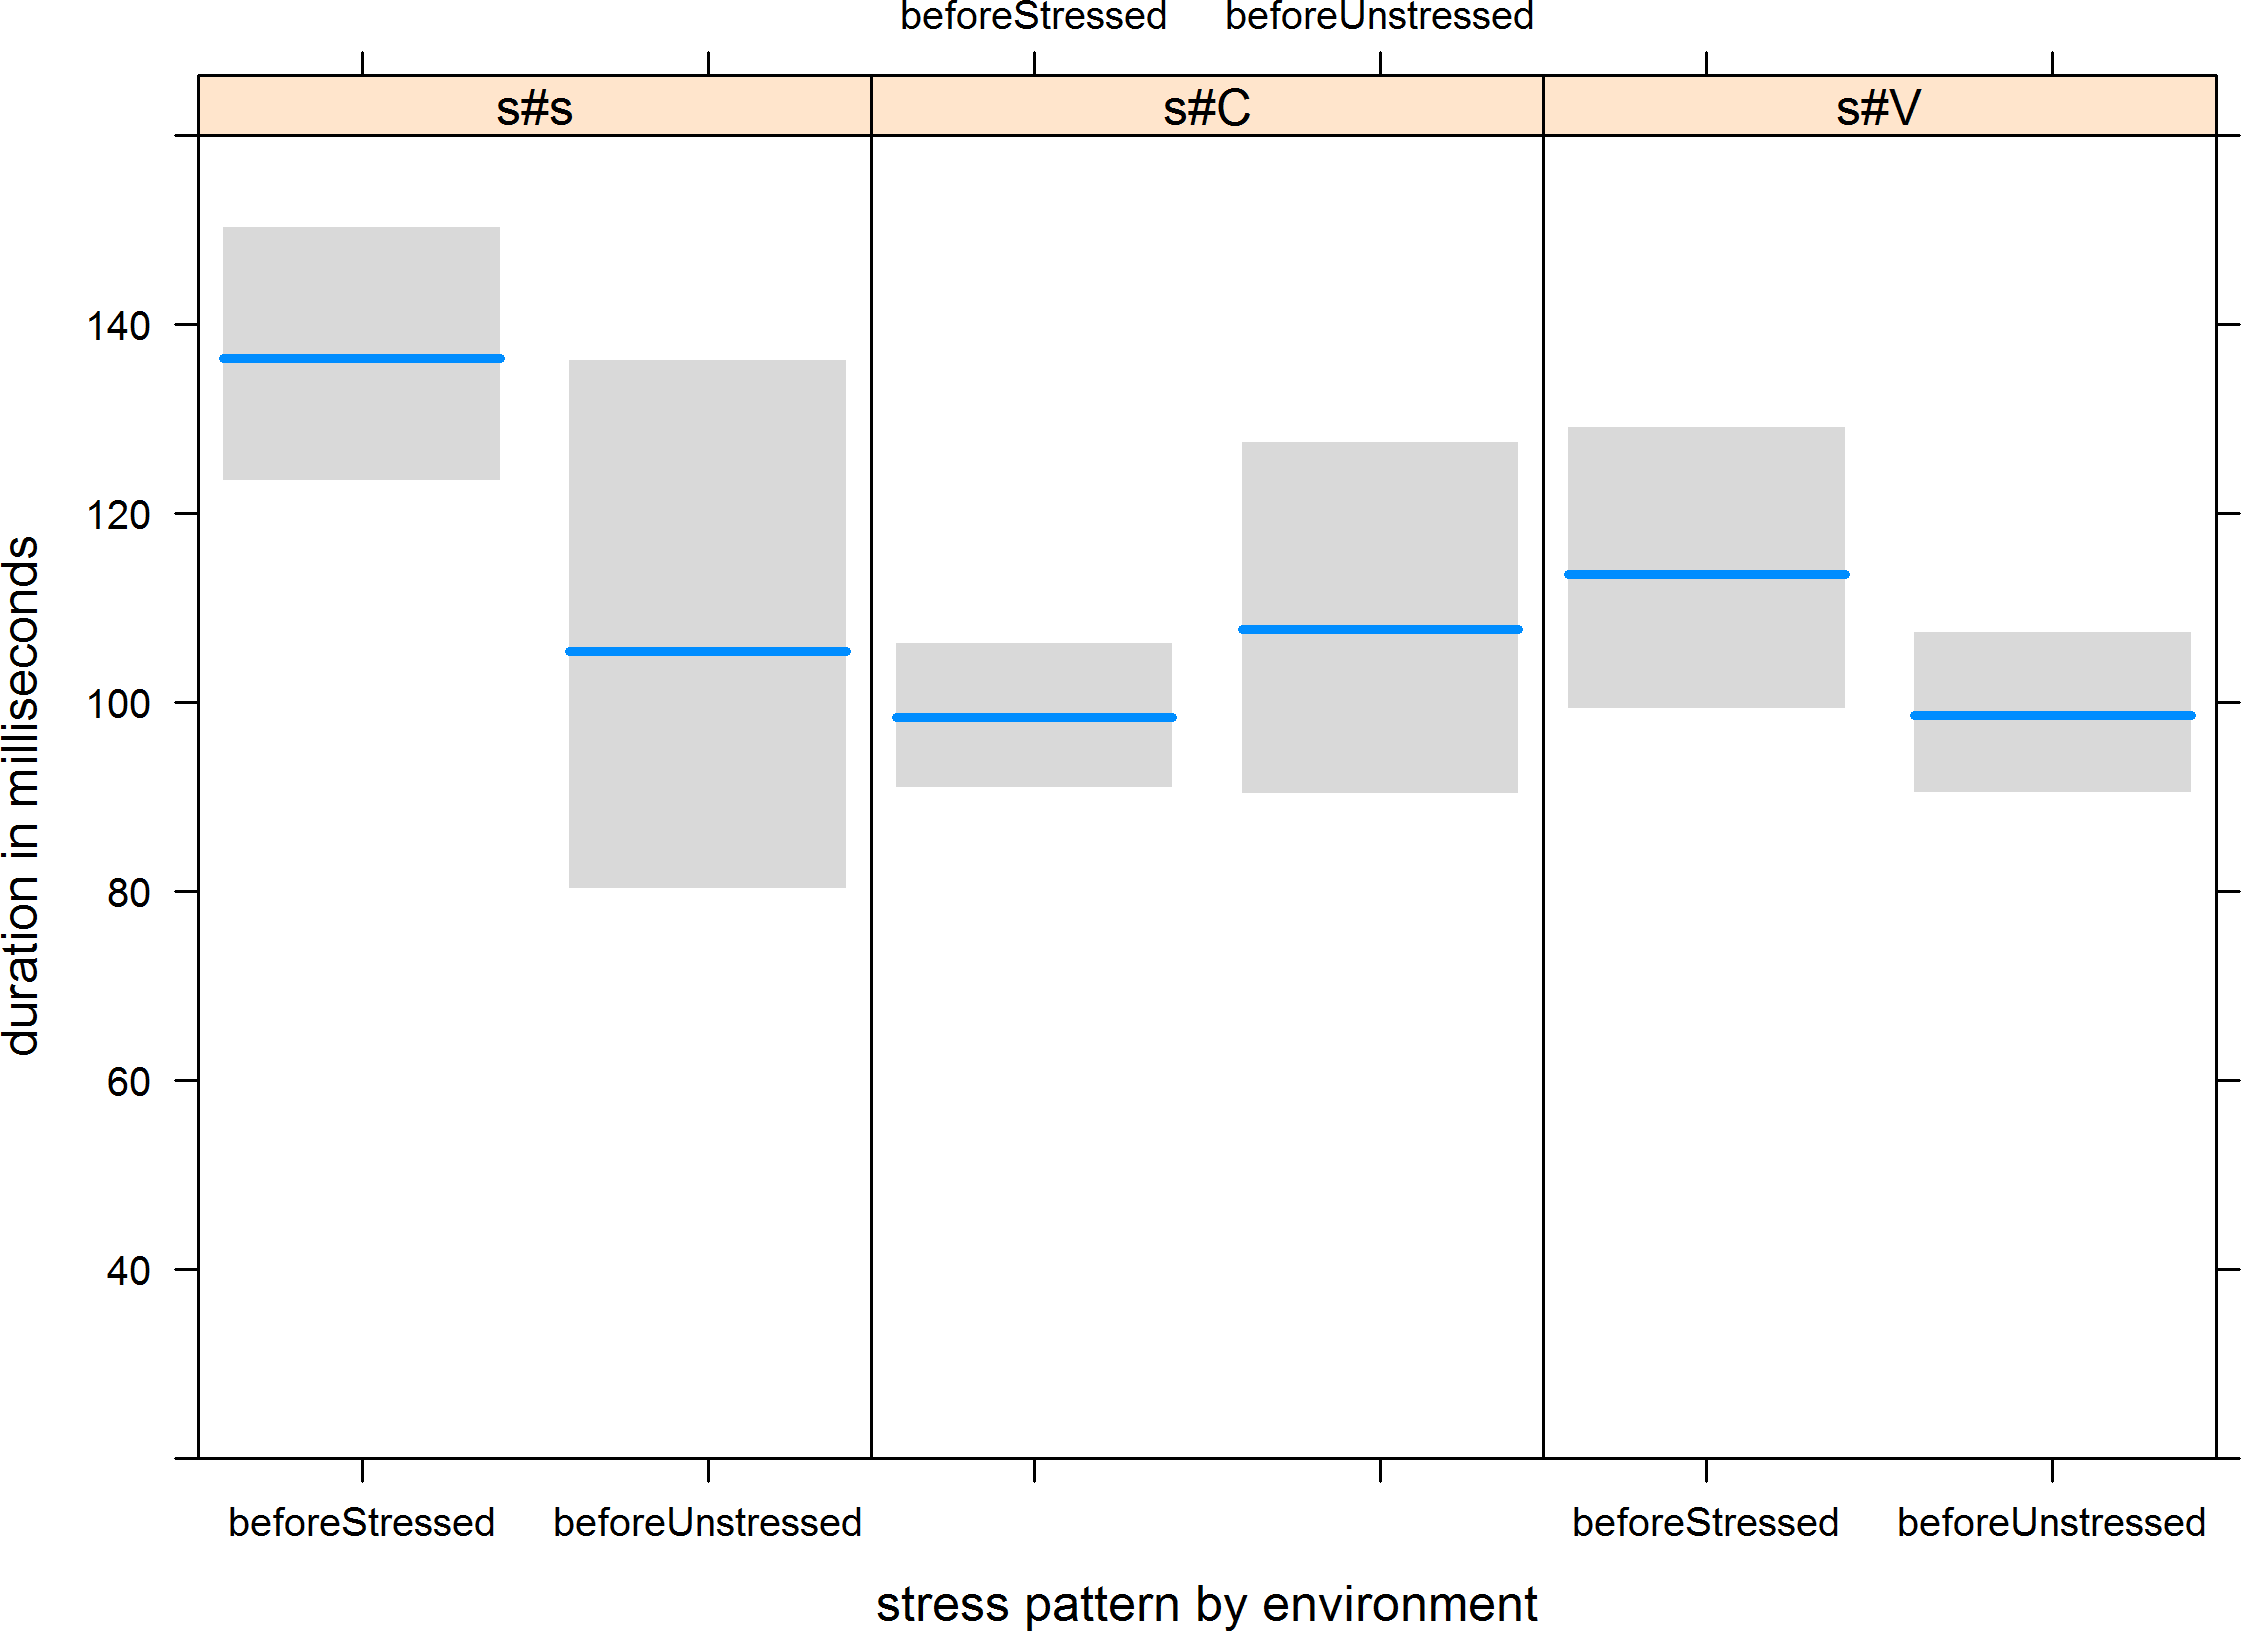 beforeStressed beforeUnstressed
s#s s#C s#V
140
120
100
80
60
40
duration in milliseconds
beforeStressed beforeUnstressed beforeStressed beforeUnstressed
stress pattern by environment